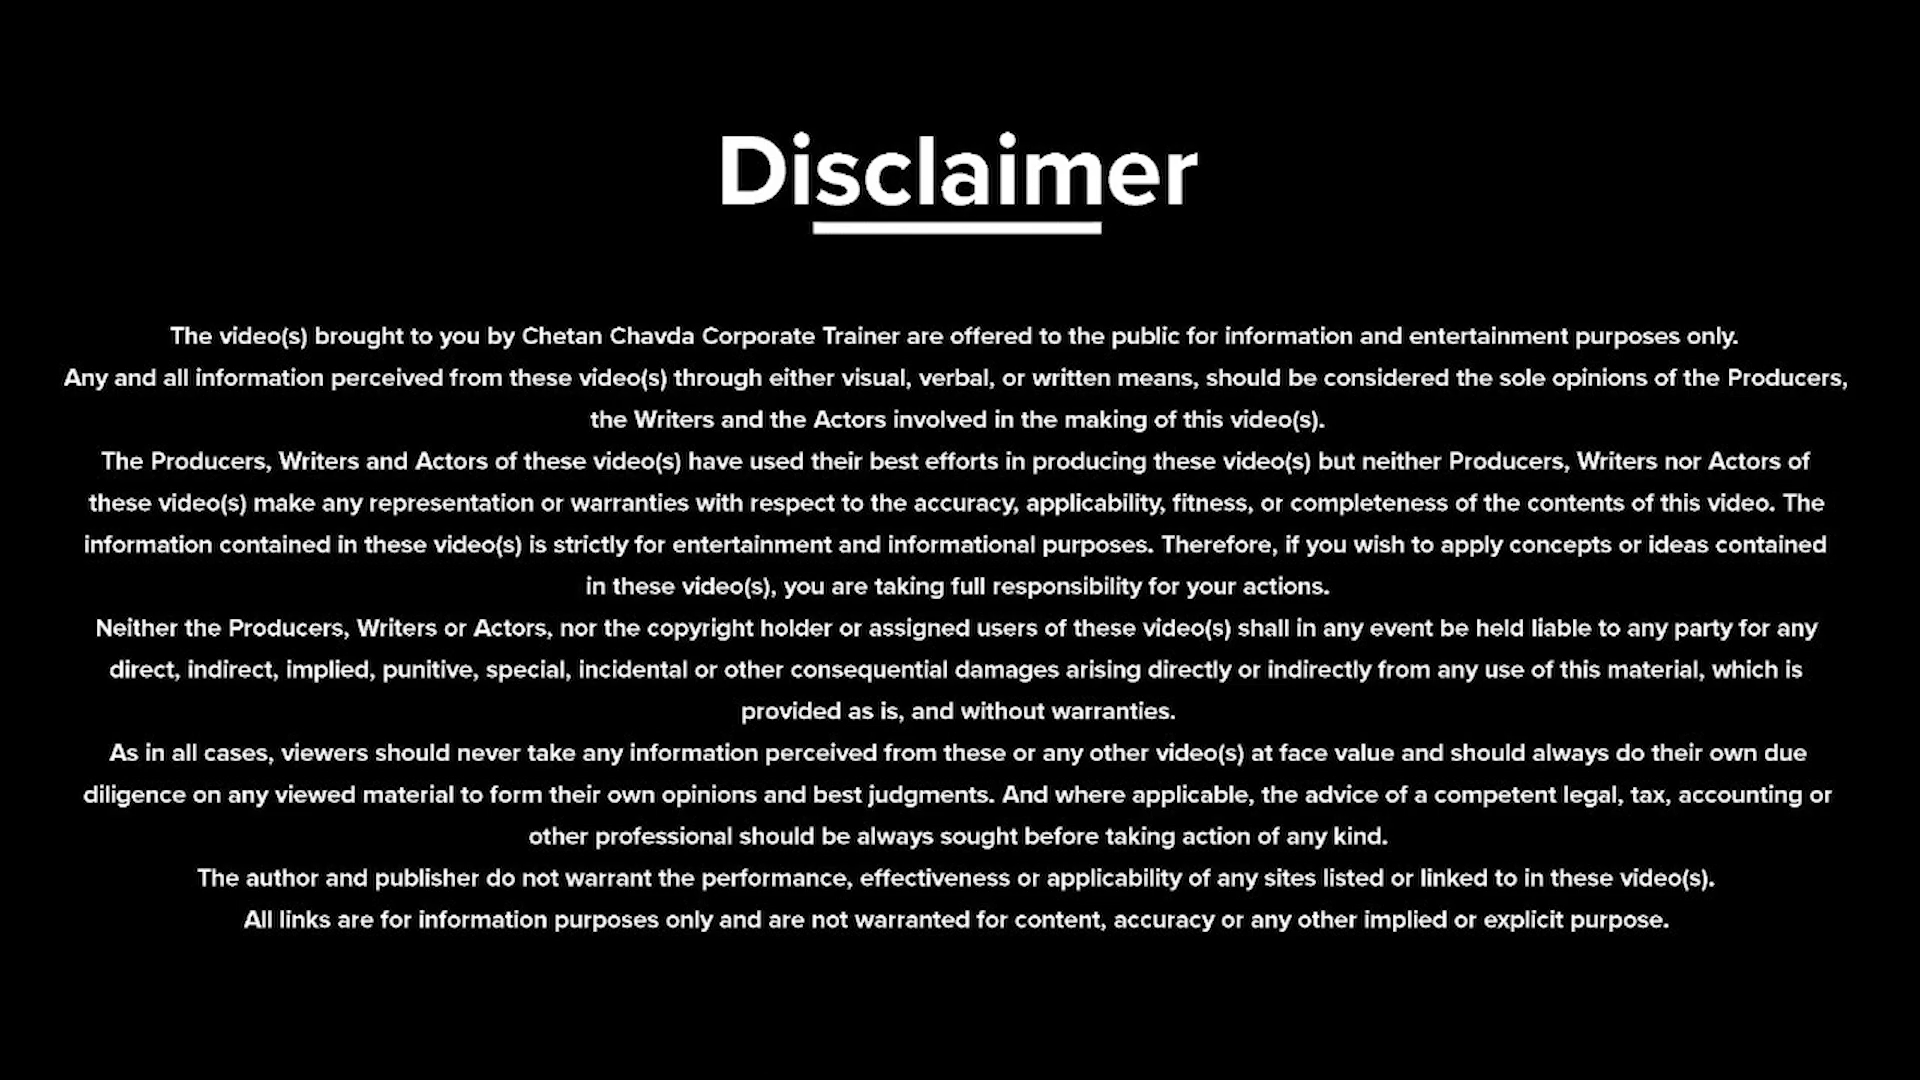 Disclaimer
The video(s) brought to you by Chetan Chavda Corporate Trainer are offered to the public for information and entertainment purposes only.
Any and all information perceived from these video(s) through either visual, verbal, or written means, should be considered the sole opinions of the Producers,
the Writers and the Actors involved in the making of this video(s).
The Producers, Writers and Actors of these video(s) have used their best efforts in producing these video(s) but neither Producers, Writers nor Actors of
these video(s) make any representation or warranties with respect to the accuracy, applicability, fitness, or completeness of the contents of this video. The
information contained in these video(s) is strictly for entertainment and informational purposes. Therefore, if you wish to apply concepts or ideas contained
in these video(s), you are taking full responsibility for your actions.
Neither the Producers, Writers or Actors, nor the copyright holder or assigned users of these video(s) shall in any event be held liable to any party for any
direct, indirect, implied, punitive, special, incidental or other consequential damages arising directly or indirectly from any use of this material, which is
provided as is, and without warranties.
As in all cases, viewers should never take any information perceived from these or any other video(s) at face value and should always do their own due
diligence on any viewed material to form their own opinions and best judgments. And where applicable, the advice of a competent legal, tax, accounting or
other professional should be always sought before taking action of any kind.
The author and publisher do not warrant the performance, effectiveness or applicability of any sites listed or linked to in these video(s).
All links are for information purposes only and are not warranted for content, accuracy or any other implied or explicit purpose.